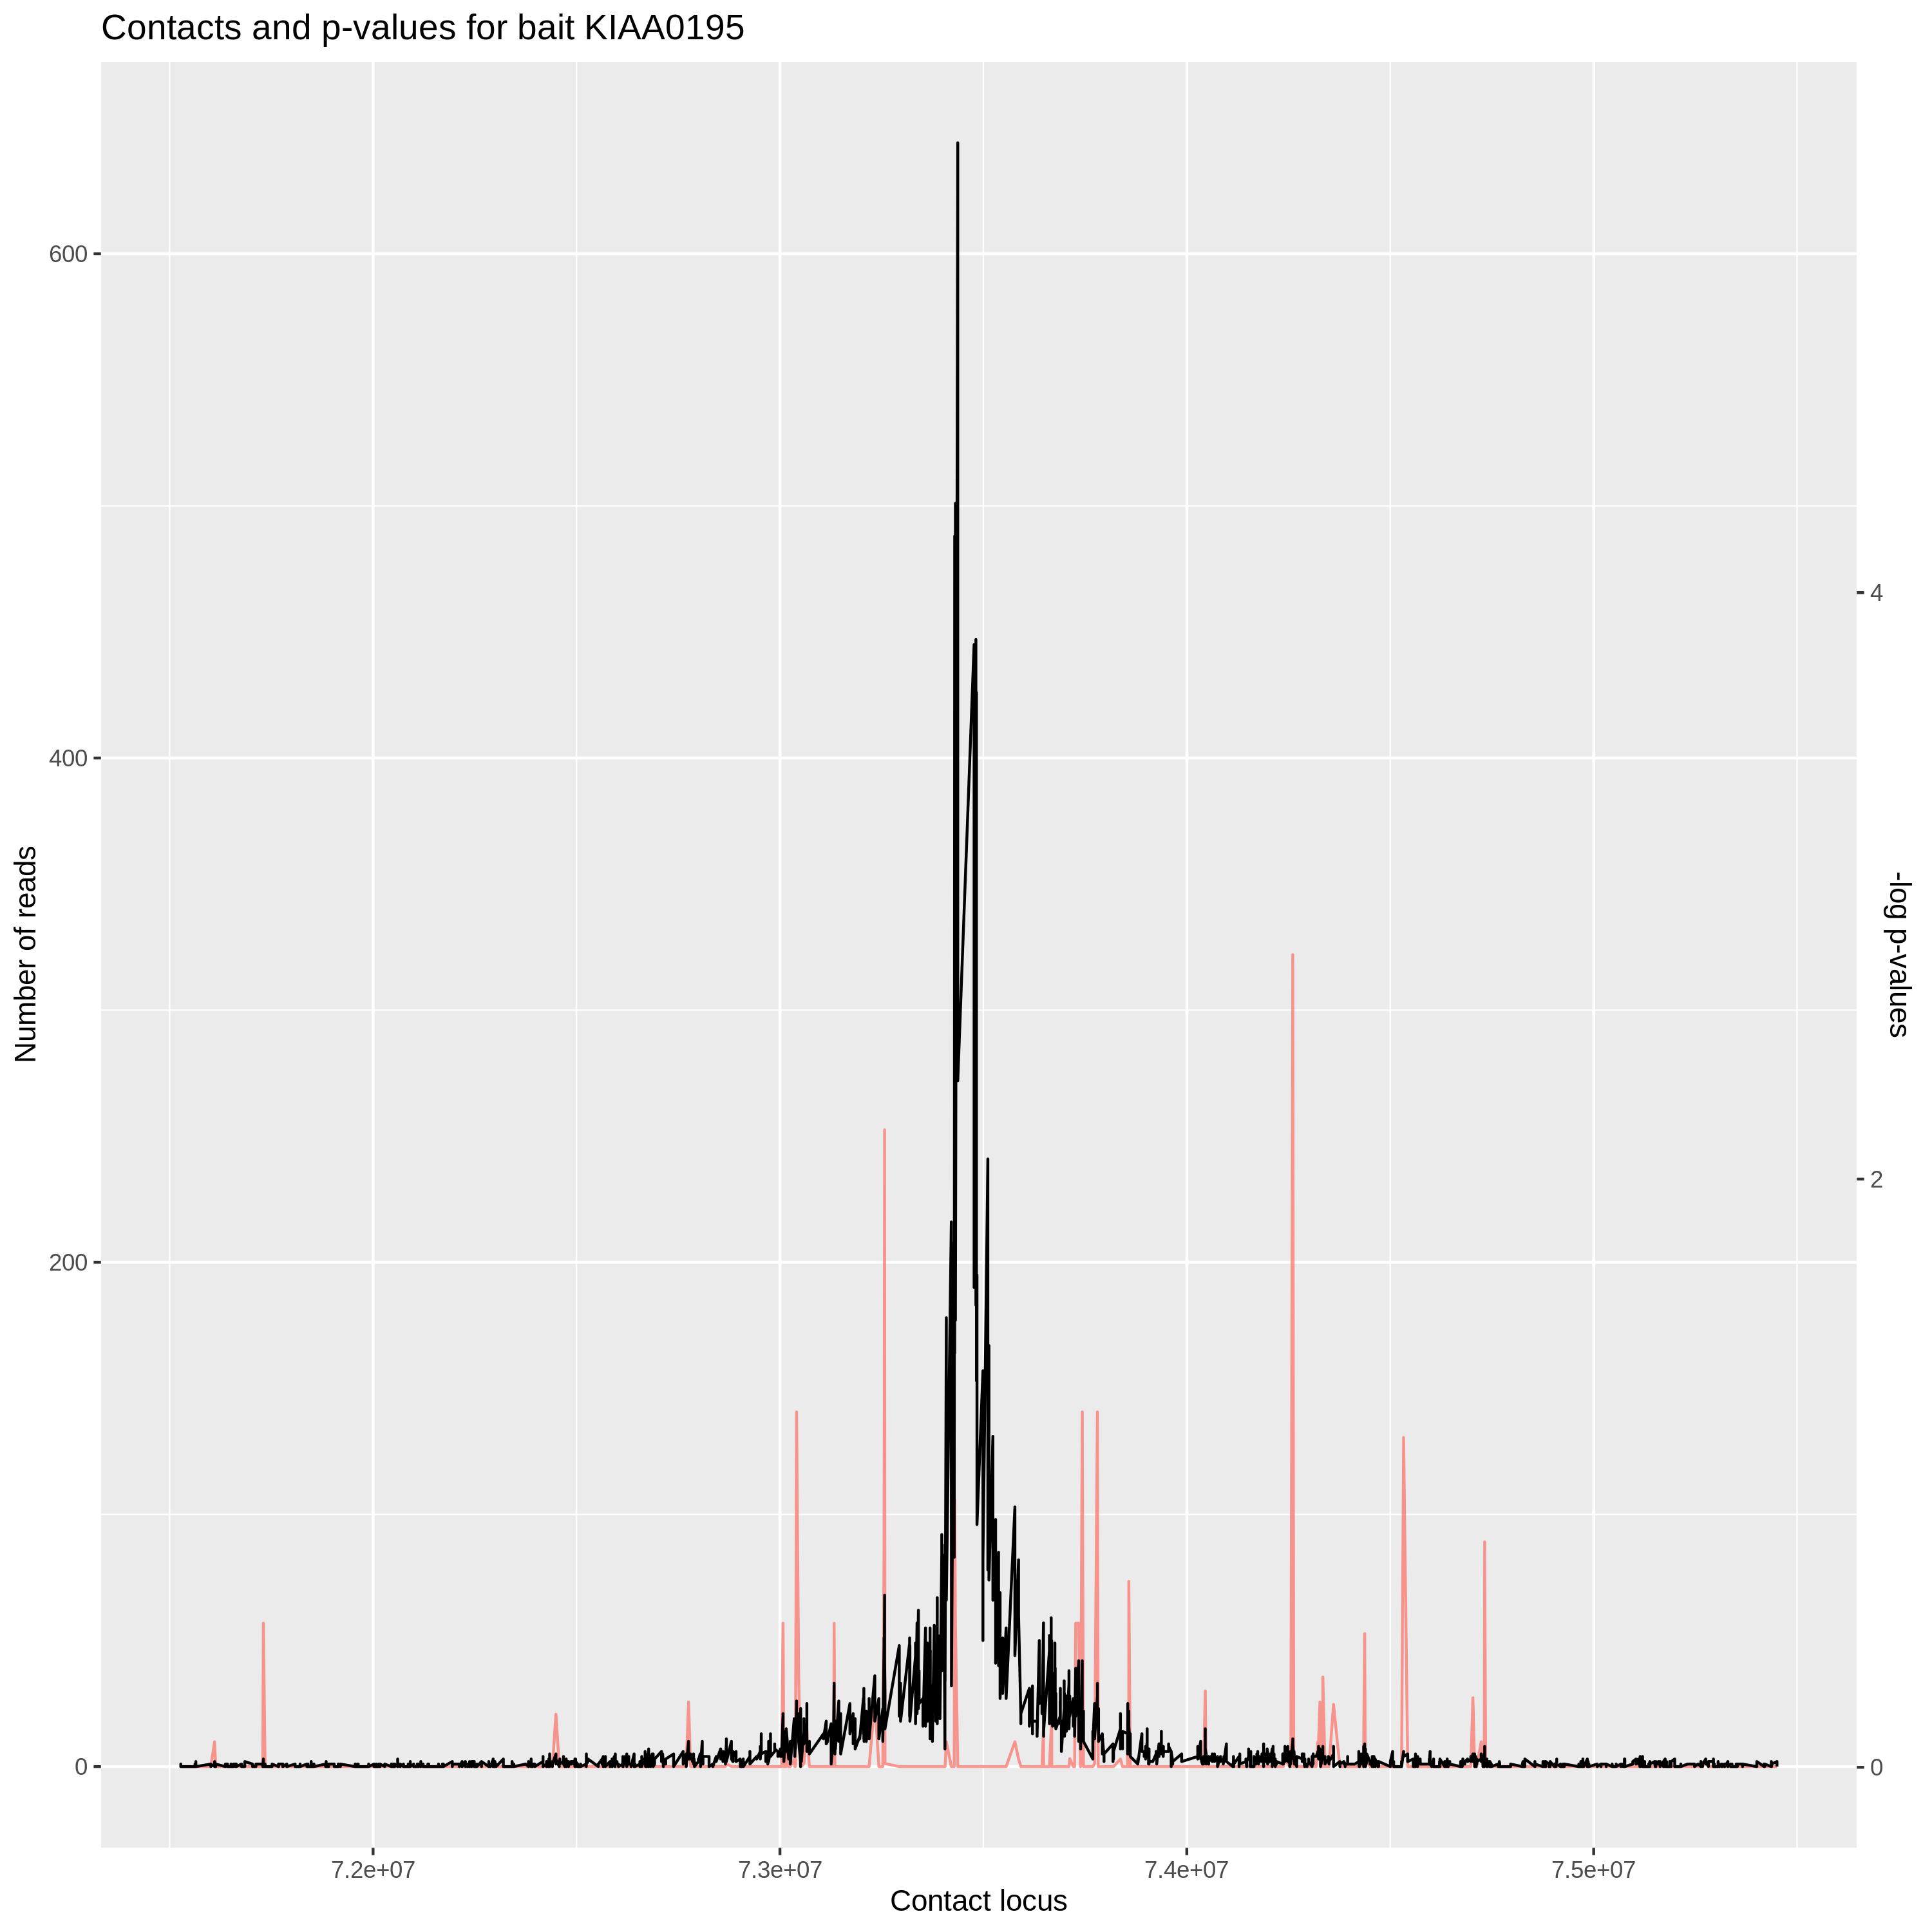 Contacts and p-values for bait KIAA0195
600
400
200
0
Number of reads
4
2
0
-log p-values
7.2e+07
7.3e+07
7.4e+07
7.5e+07
Contact locus